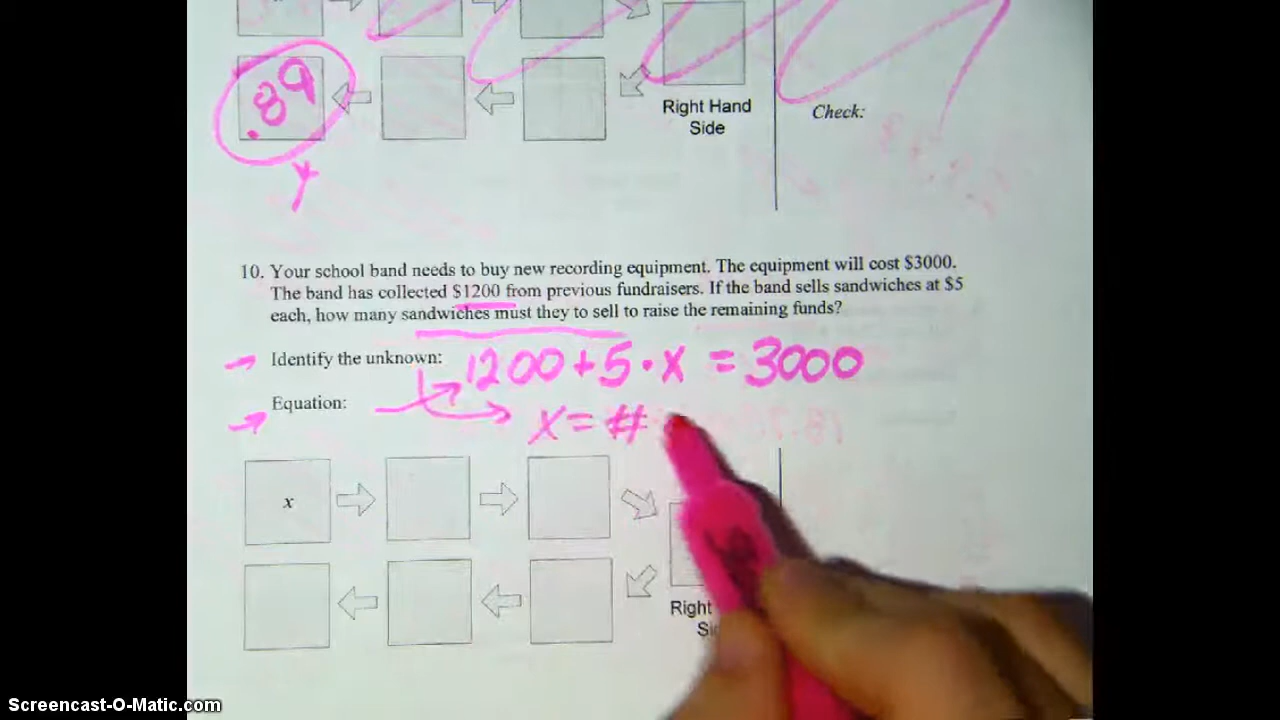 .89
Y
Right Hand
Side
Check:
10. Your school band needs to buy new recording equipment. The equipment will cost $3000.
The band has collected $1200 from previous fundraisers. If the band sells sandwiches at $5
each, how many sandwiches must they to sell to raise the remaining funds?
Identify the unknown: 1200 + 5 • x = 3000
Equation:
x = #
x
Right
Screencast-O-Matic.com